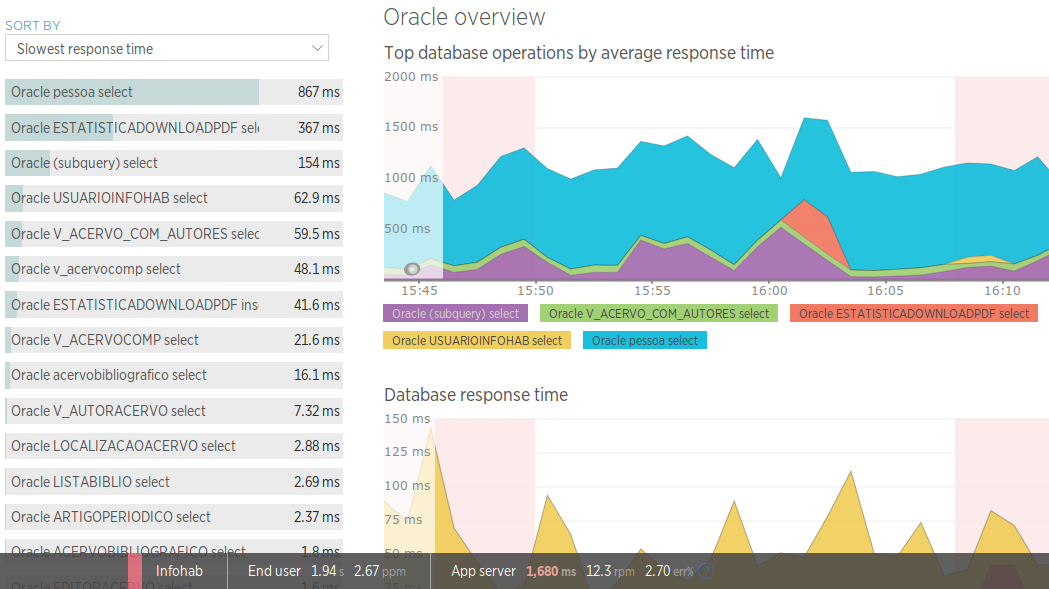 SORT BY
Slowest response time
Oracle pessoa select 867 ms
Oracle ESTATISTICADOWNLOADPDF sele 367 ms
Oracle (subquery) select 154 ms
Oracle USUARIOINFOHAB select 62.9 ms
Oracle V_ACERVO_COM_AUTORES selec 59.5 ms
Oracle v_acervocomp select 48.1 ms
Oracle ESTATISTICADOWNLOADPDF ins 41.6 ms
Oracle V_ACERVOCOMP select 21.6 ms
Oracle acervobibliografico select 16.1 ms
Oracle V_AUTORACERVO select 7.32 ms
Oracle LOCALIZACAOACERVO select 2.88 ms
Oracle LISTABIBLIO select 2.69 ms
Oracle ARTIGOPERIODICO select 2.37 ms
Oracle ACERVOBIBLIOGRAFICO select 1.8 ms
Oracle EDITORACERVO select 1.6 ms
Oracle overview
Top database operations by average response time
2000 ms
1500 ms
1000 ms
500 ms
15:45 15:50 15:55 16:00 16:05 16:10
Oracle (subquery) select Oracle V_ACERVO_COM_AUTORES select Oracle ESTATISTICADOWNLOADPDF select
Oracle USUARIOINFOHAB select Oracle pessoa select
Database response time
150 ms
125 ms
100 ms
75 ms
50 ms
25 ms
Infohab End user 1.94 s 2.67 ppm App server 1,680 ms 12.3 rpm 2.70 err%